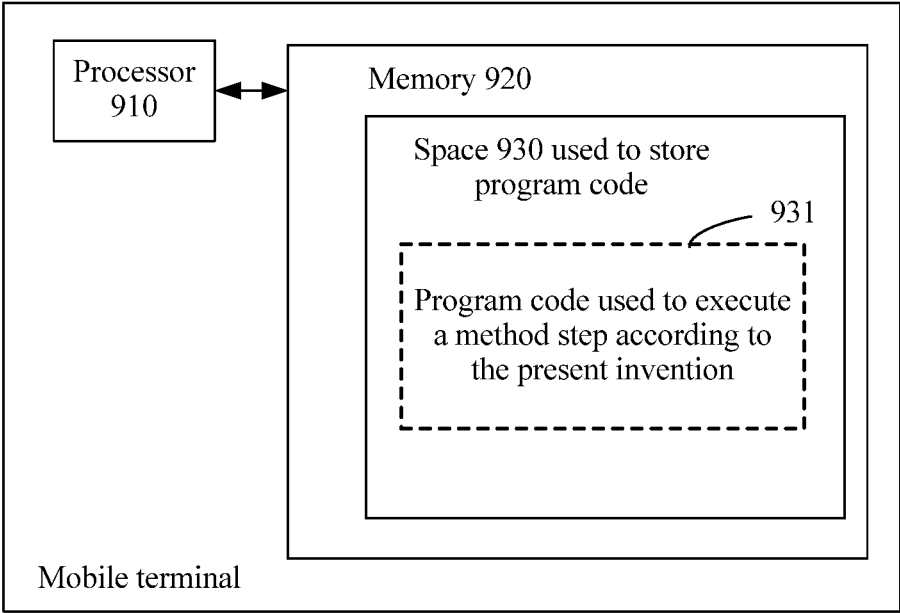 Processor
910
Memory 920
Space 930 used to store
program code
931
Program code used to execute
a method step according to
the present invention
Mobile terminal